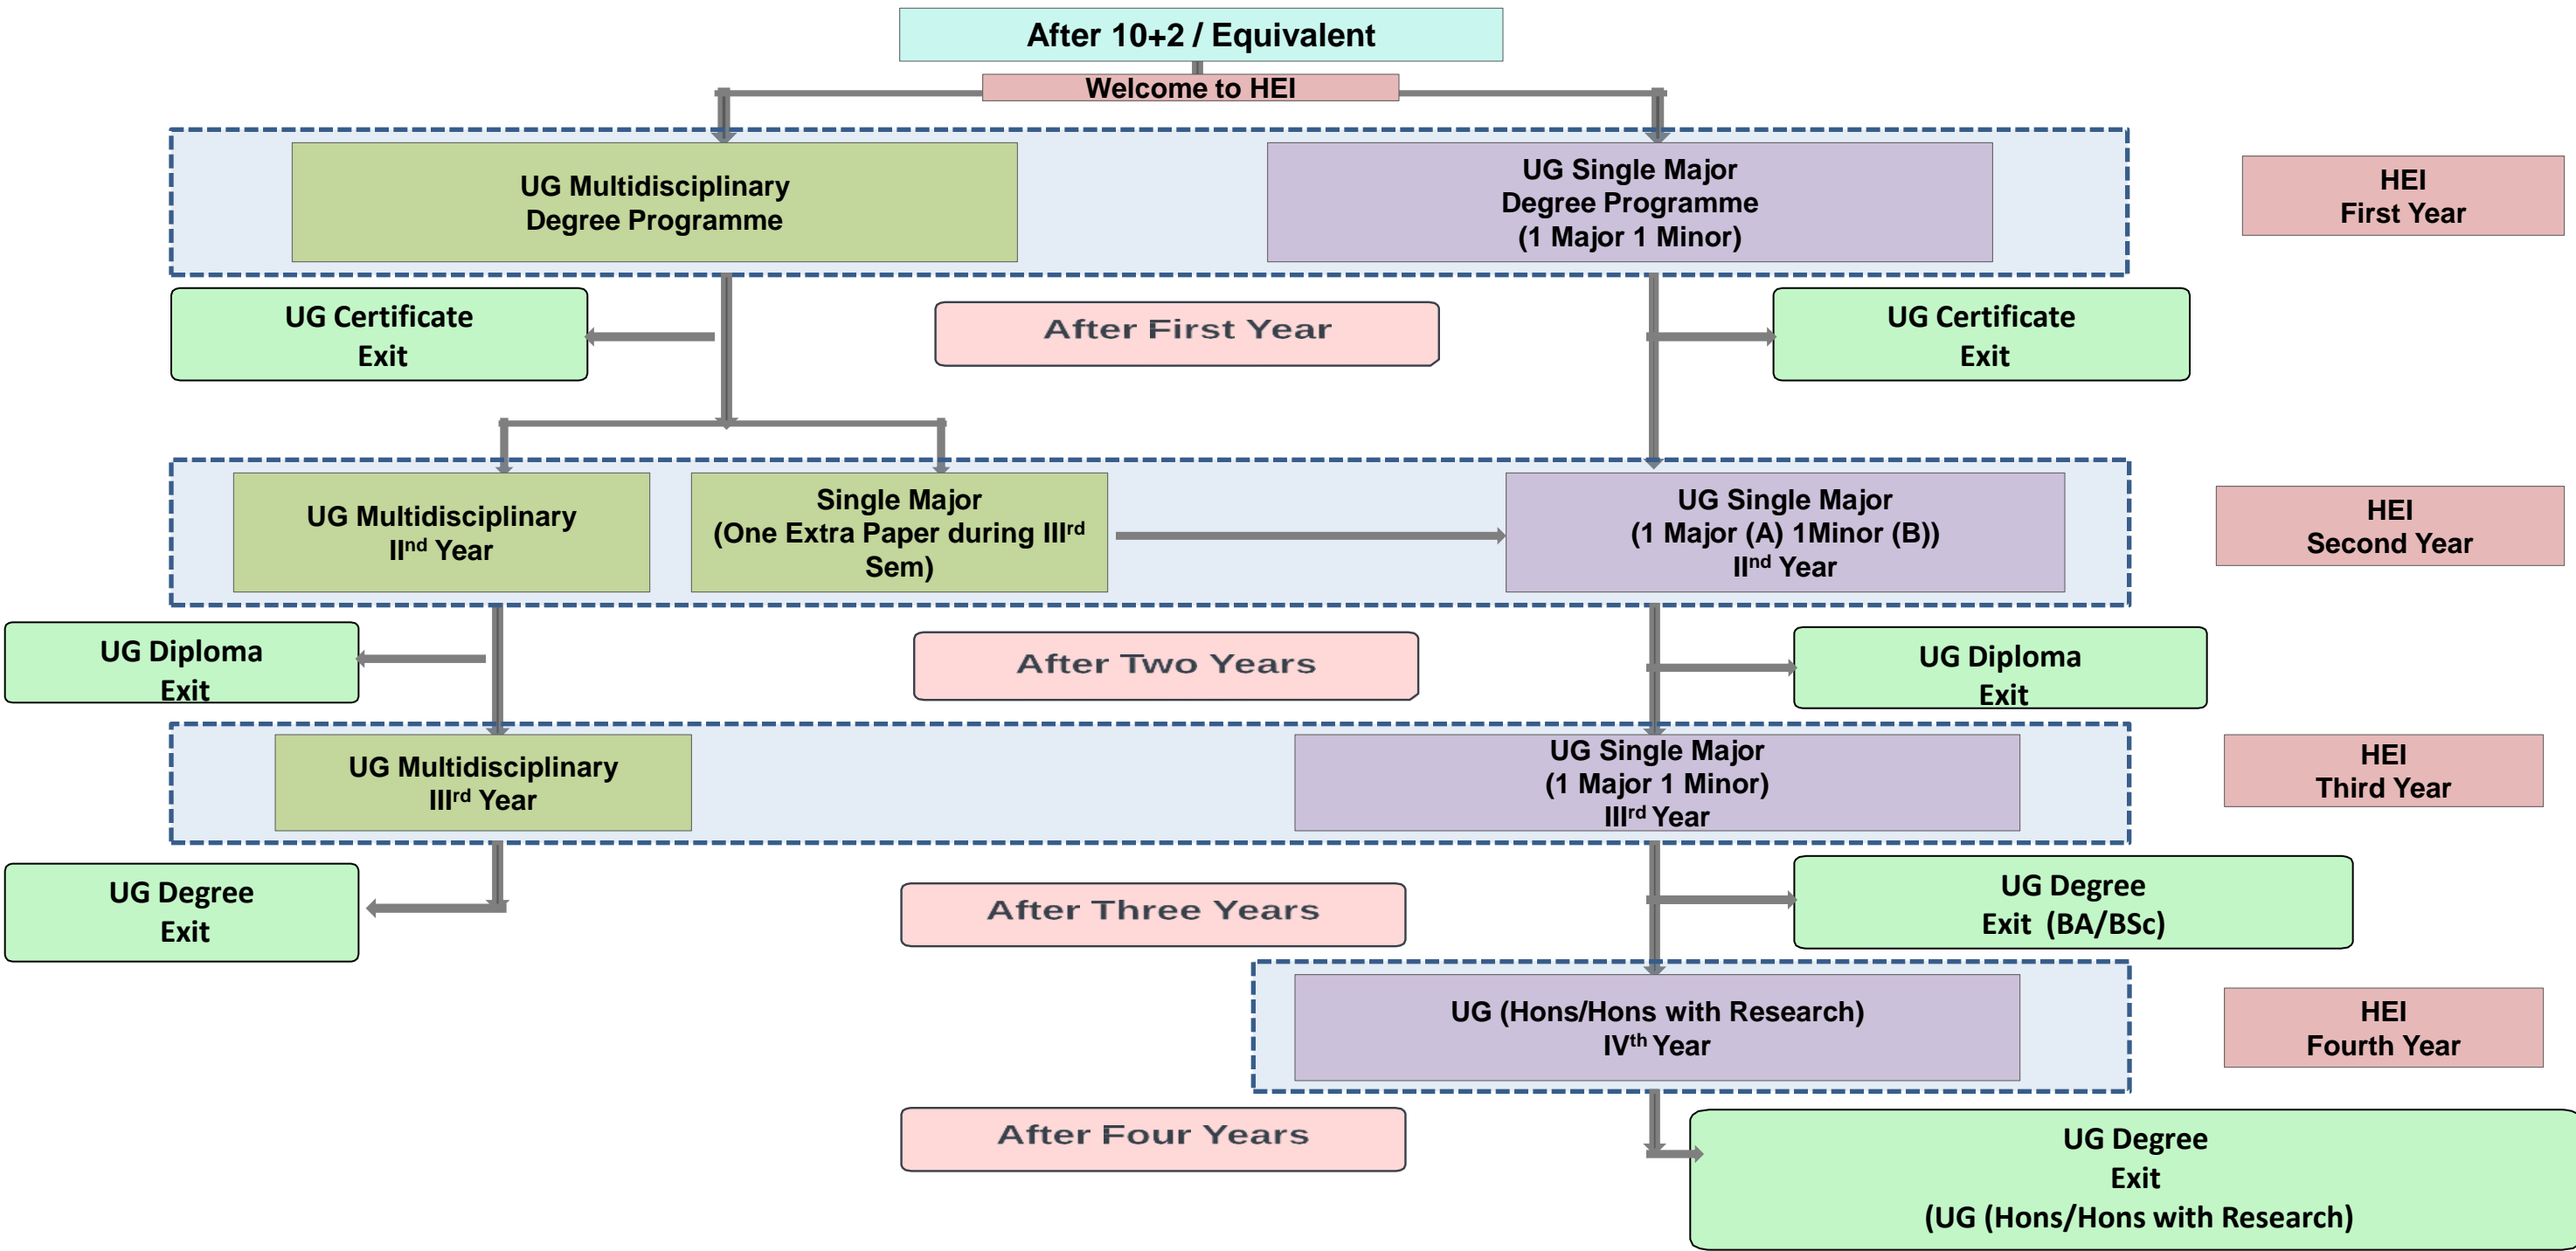 After 10+2 / Equivalent
Welcome to HEI
UG Multidisciplinary
Degree Programme
UG Single Major
Degree Programme
(1 Major 1 Minor)
HEI
First Year
UG Certificate
Exit
After First Year
UG Certificate
Exit
UG Multidisciplinary
IInd Year
Single Major
(One Extra Paper during IIIrd
Sem)
UG Single Major
(1 Major (A) 1Minor (B))
IInd Year
HEI
Second Year
UG Diploma
Exit
After Two Years
UG Diploma
Exit
UG Multidisciplinary
IIIrd Year
UG Single Major
(1 Major 1 Minor)
IIIrd Year
HEI
Third Year
UG Degree
Exit
After Three Years
UG Degree
Exit (BA/BSc)
UG (Hons/Hons with Research)
IVth Year
HEI
Fourth Year
After Four Years
UG Degree
Exit
(UG (Hons/Hons with Research)